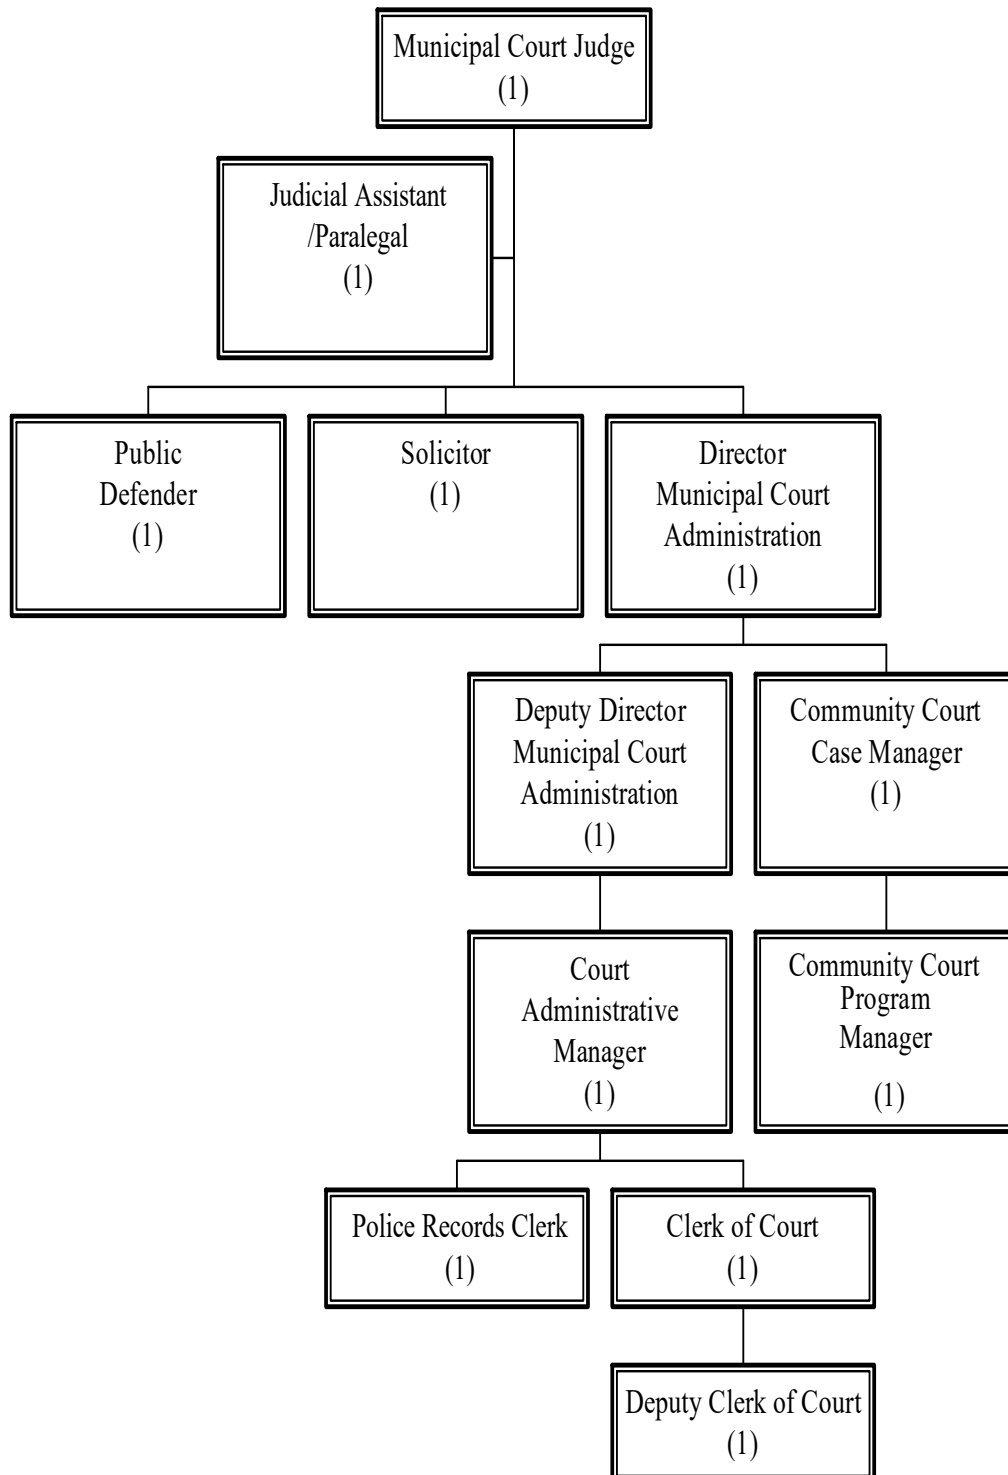 Municipal Court Judge
(1)
Judicial Assistant
/Paralegal
(1)
Public
Defender
(1)
Solicitor
(1)
Director
Municipal Court
Administration
(1)
Deputy Director
Municipal Court
Administration
(1)
Community Court
Case Manager
(1)
Court
Administrative
Manager
(1)
Community Court
Program
Manager
(1)
Police Records Clerk
(1)
Clerk of Court
(1)
Deputy Clerk of Court
(1)